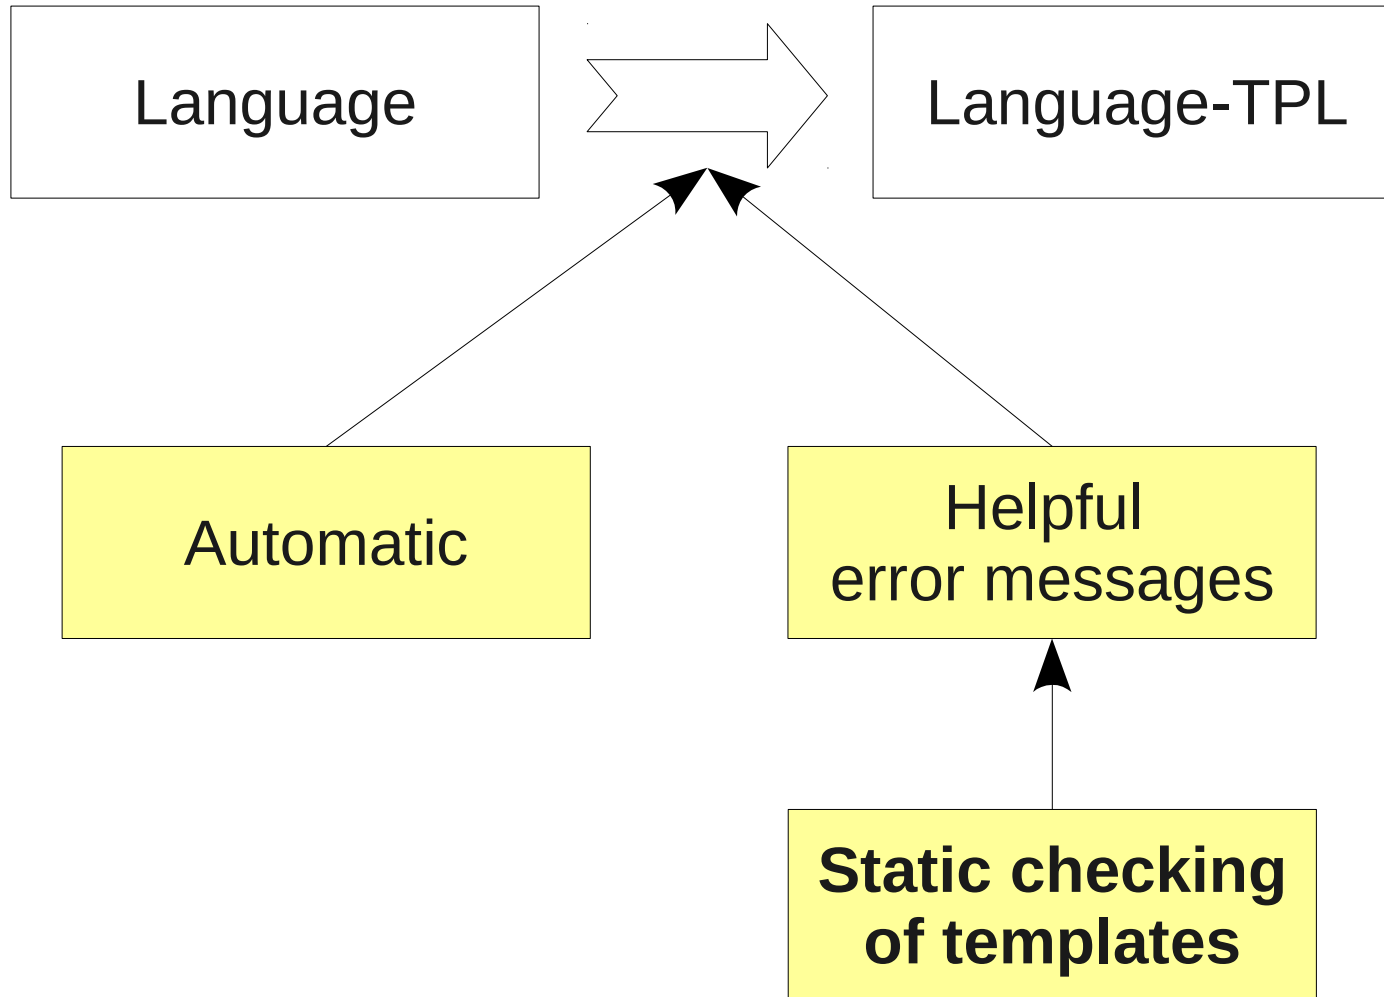 Language
Language-TPL
Automatic
Helpful
error messages
Static checking
of templates